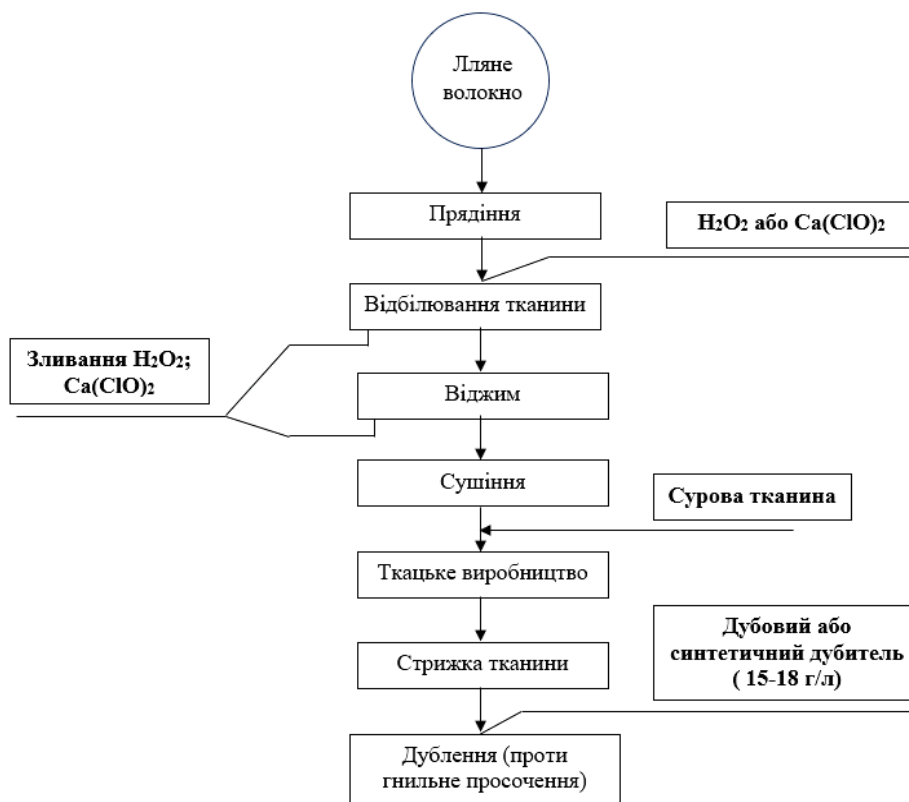 Лляне
волокно
Прядіння
H₂O₂ або Ca(ClO)₂
Відбілювання тканини
Зливання H₂O₂;
Ca(ClO)₂
Віджим
Сушіння
Сурова тканина
Ткацьке виробництво
Дубовий або
синтетичний дубитель
( 15-18 г/л)
Стрижка тканини
Дублення (проти
гнильне просочення)